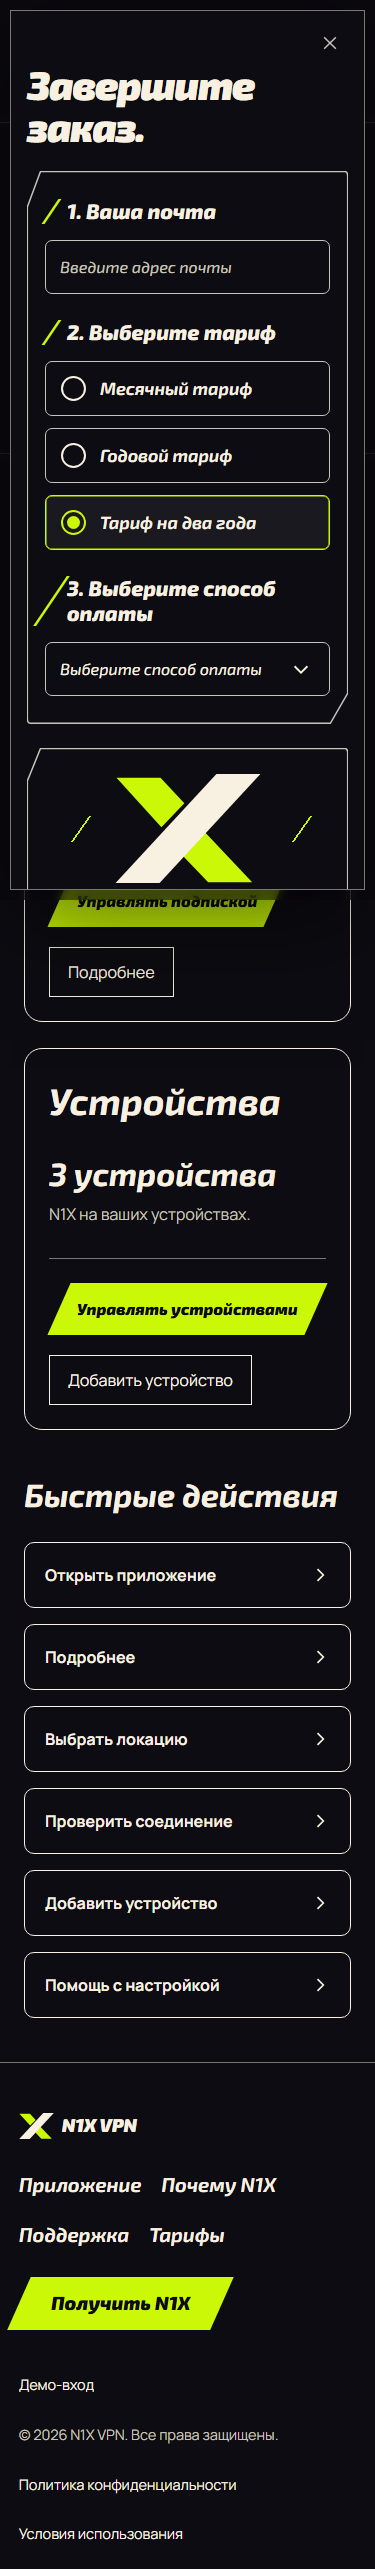 Завершите
заказ.
1. Ваша почта
Введите адрес почты
2. Выберите тариф
Месячный тариф
Годовой тариф
Тариф на два года
3. Выберите способ
оплаты
Выберите способ оплаты
Управлять подпиской
Подробнее
Устройства
3 устройства
N1X на ваших устройствах.
Управлять устройствами
Добавить устройство
Быстрые действия
Открыть приложение
Подробнее
Выбрать локацию
Проверить соединение
Добавить устройство
Помощь с настройкой
N1X VPN
Приложение Почему N1X
Поддержка Тарифы
Получить N1X
Демо-вход
© 2026 N1X VPN. Все права защищены.
Политика конфиденциальности
Условия использования